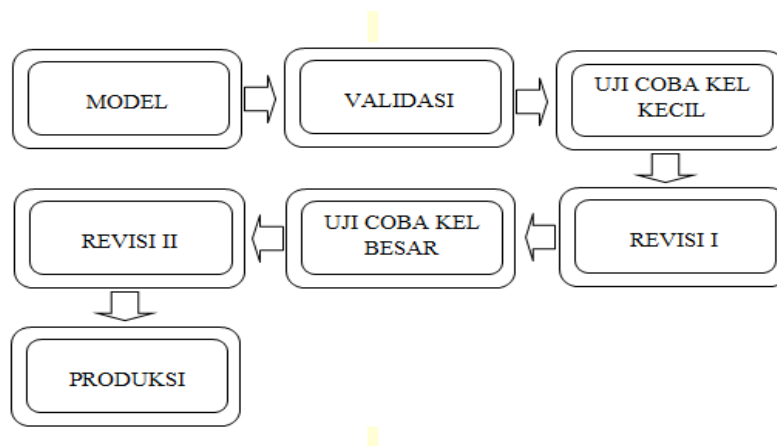 MODEL
VALIDASI
UJI COBA KEL
KECIL
REVISI I
UJI COBA KEL
BESAR
REVISI II
PRODUKSI